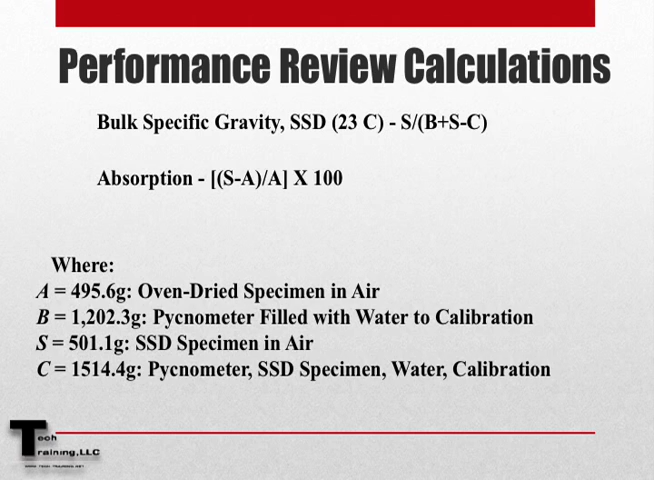 Performance Review Calculations
Bulk Specific Gravity, SSD (23 C) - S/(B+S-C)
Absorption - [(S-A)/A] X 100
Where:
A = 495.6g: Oven-Dried Specimen in Air
B = 1,202.3g: Pycnometer Filled with Water to Calibration
S = 501.1g: SSD Specimen in Air
C = 1514.4g: Pycnometer, SSD Specimen, Water, Calibration
Tech
Training,LLC